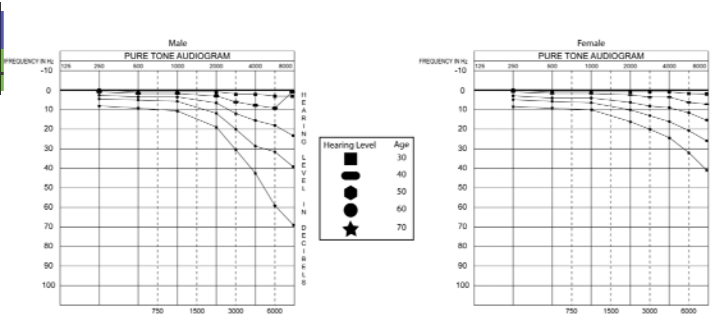 Male
PURE TONE AUDIOGRAM
FREQUENCY IN Hz
125 250 500 1000 2000 4000 8000
-10
0
10
20
30
40
50
60
70
80
90
100
750 1500 3000 6000
HEARING LEVEL IN DECIBELS
Hearing Level Age
30
40
50
60
70
Female
PURE TONE AUDIOGRAM
FREQUENCY IN Hz
125 250 500 1000 2000 4000 8000
-10
0
10
20
30
40
50
60
70
80
90
100
750 1500 3000 6000